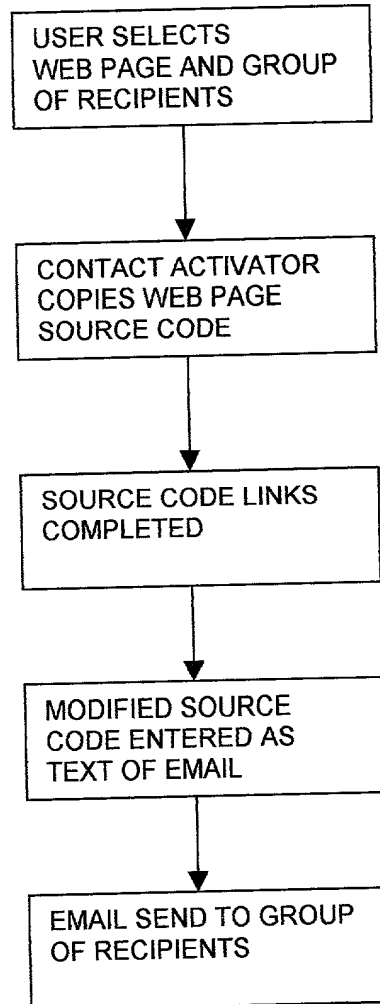 USER SELECTS
WEB PAGE AND GROUP
OF RECIPIENTS
CONTACT ACTIVATOR
COPIES WEB PAGE
SOURCE CODE
SOURCE CODE LINKS
COMPLETED
MODIFIED SOURCE
CODE ENTERED AS
TEXT OF EMAIL
EMAIL SEND TO GROUP
OF RECIPIENTS